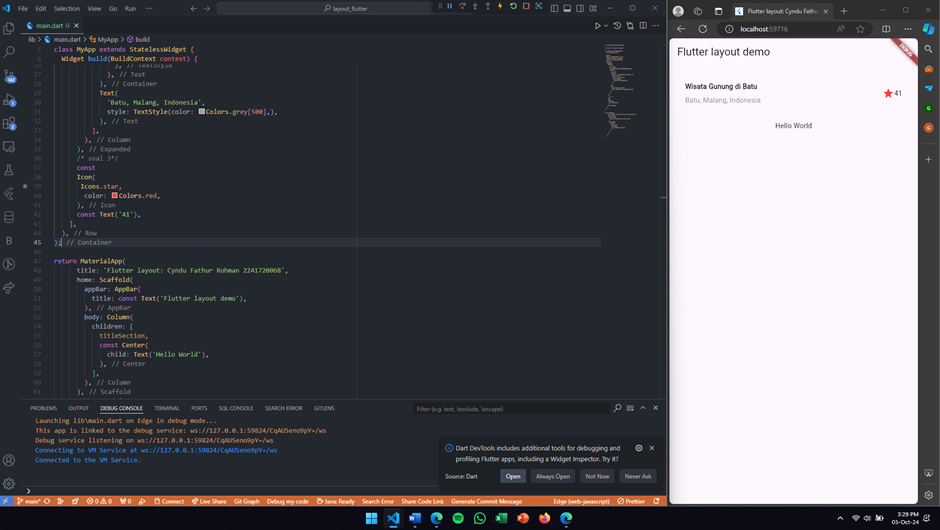 File Edit Selection View Go Run ···
layout_flutter
main.dart U
lib > main.dart > MyApp > build
5 class MyApp extends StatelessWidget {
6 Widget build(BuildContext context) {
), // TextStyle
27 ), // Text
28 ), // Container
29 Text(
30 'Batu, Malang, Indonesia',
31 style: TextStyle(color: Colors.grey[500],),
32 ), // Text
33 ],
34 ), // Column
35 ), // Expanded
36 /* soal 3*/
37 const
38 Icon(
39 Icons.star,
40 color: Colors.red,
41 ), // Icon
42 const Text('41'),
43 ],
44 ), // Row
45 ); // Container
46
47 return MaterialApp(
48 title: 'Flutter layout: Cyndu Fathur Rohman 2241720068',
49 home: Scaffold(
50 appBar: AppBar(
51 title: const Text('Flutter layout demo'),
52 ), // AppBar
53 body: Column(
54 children: [
55 titleSection,
56 const Center(
57 child: Text('Hello World'),
58 ), // Center
59 ],
60 ), // Column
61 ), // Scaffold
PROBLEMS OUTPUT DEBUG CONSOLE TERMINAL PORTS SQL CONSOLE SEARCH ERROR GITLENS
Filter (e.g. text, !exclude, \escape)
Launching lib\main.dart on Edge in debug mode...
This app is linked to the debug service: ws://127.0.0.1:59824/CqAUSeno9pY=/ws
Debug service listening on ws://127.0.0.1:59824/CqAUSeno9pY=/ws
Connecting to VM Service at ws://127.0.0.1:59824/CqAUSeno9pY=/ws
Connected to the VM Service.
Dart DevTools includes additional tools for debugging and
profiling Flutter apps, including a Widget Inspector. Try it?
Source: Dart
Open Always Open Not Now Never Ask
main* 0 0 0 Connect Live Share Git Graph Debug my code Java: Ready Search Error Share Code Link Generate Commit Message Edge (web-javascript) Prettier
Flutter layout: Cyndu Fathur Ro
localhost:59716
Flutter layout demo
DEBUG
Wisata Gunung di Batu
Batu, Malang, Indonesia
41
Hello World
3:29 PM
05-Oct-24